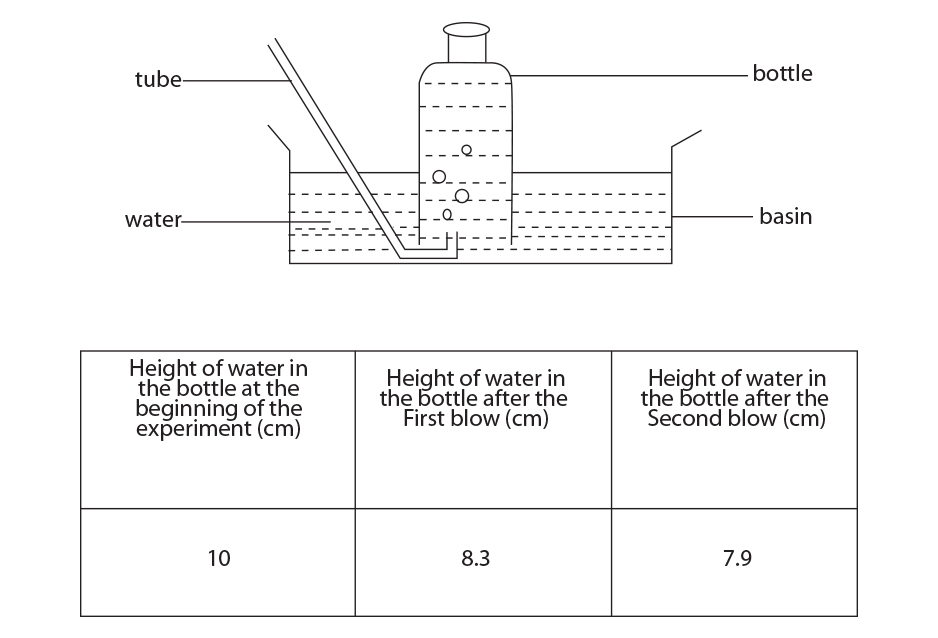 bottle
tube
water
basin
Height of water in
the bottle at the
beginning of the
experiment (cm)
Height of water in
the bottle after the
First blow (cm)
Height of water in
the bottle after the
Second blow (cm)
10
8.3
7.9